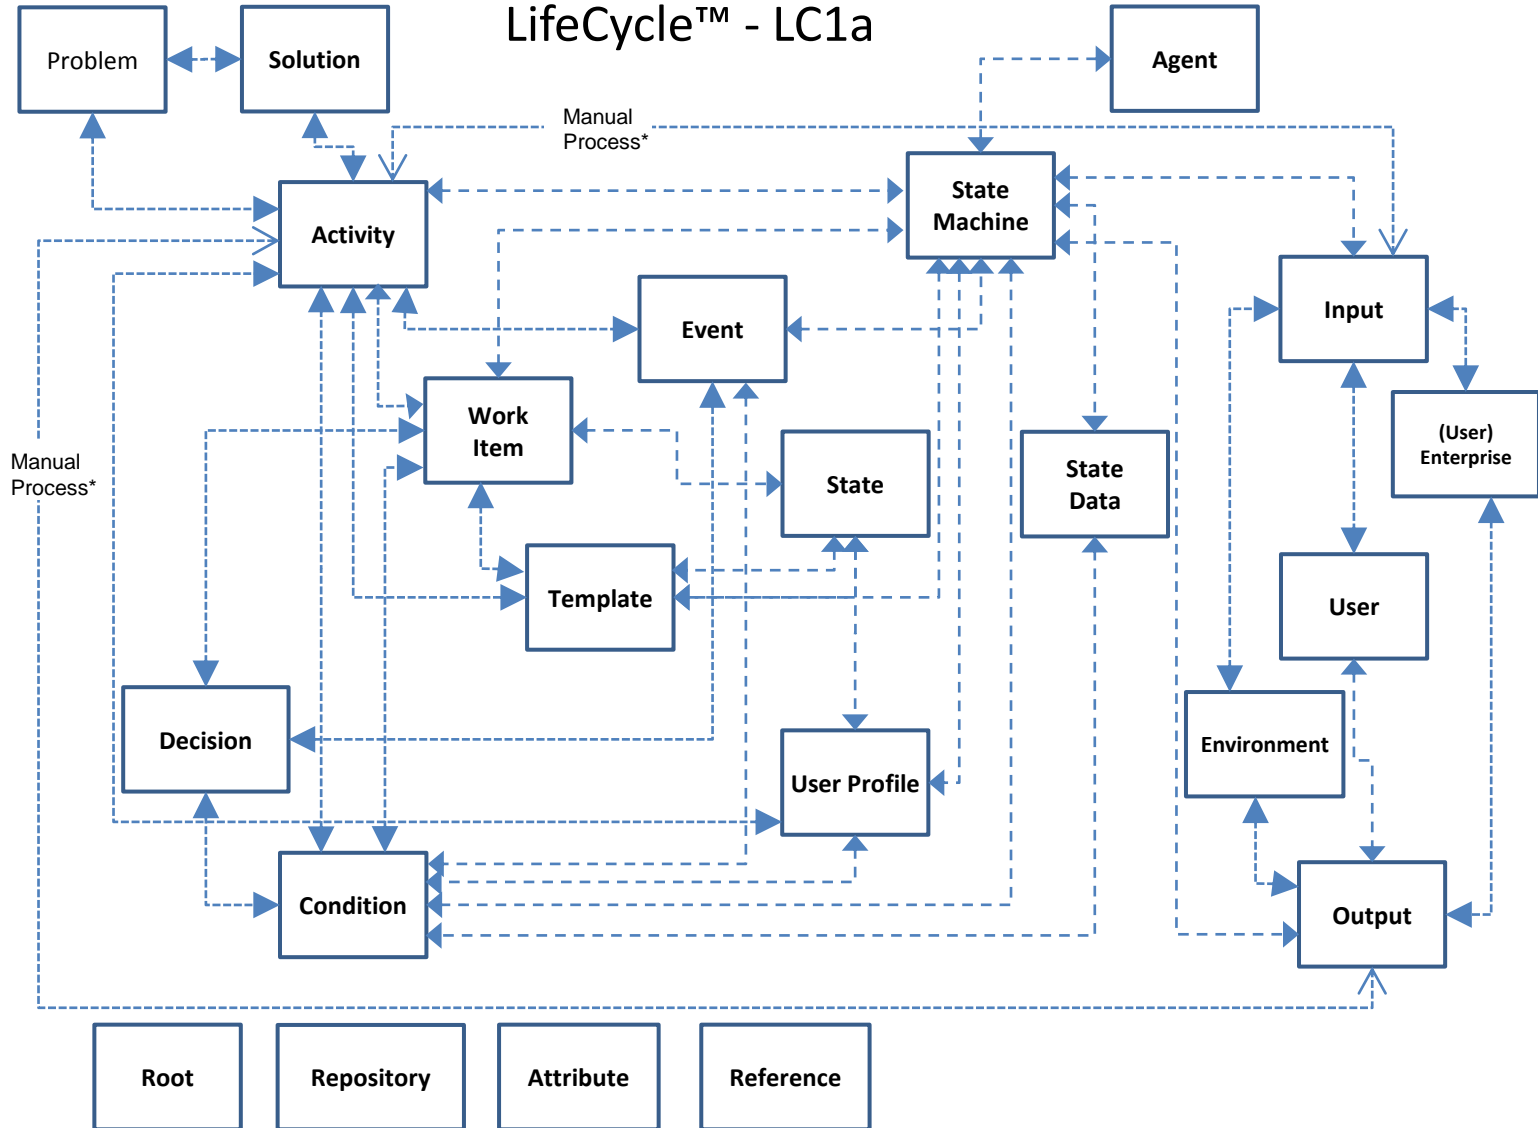 LifeCycle™ - LC1a
Problem
Solution
Agent
Manual
Process*
State
Machine
Activity
Event
Input
Work
Item
(User)
Enterprise
Manual
Process*
State
State
Data
Template
User
Decision
User Profile
Environment
Condition
Output
Root
Repository
Attribute
Reference